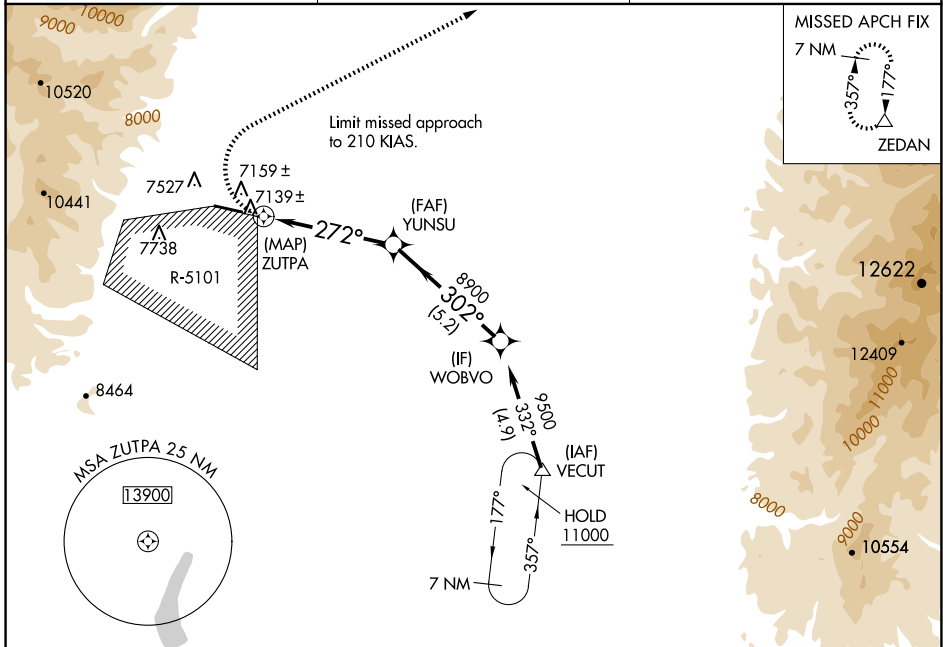 10000
9000
10520
8000
10441
7527
7159 ±
7139 ±
7738
R-5101
8464
Limit missed approach
to 210 KIAS.
(MAP)
ZUTPA
272°
(FAF)
YUNSU
8900
302°
(5.2)
(IF)
WOBVO
9500
332°
(4.9)
(IAF)
VECUT
HOLD
11000
177°
357°
7 NM
MISSED APCH FIX
7 NM
357°
177°
ZEDAN
12622
12409
11000
10000
8000
9000
10554
MSA ZUTPA 25 NM
13900